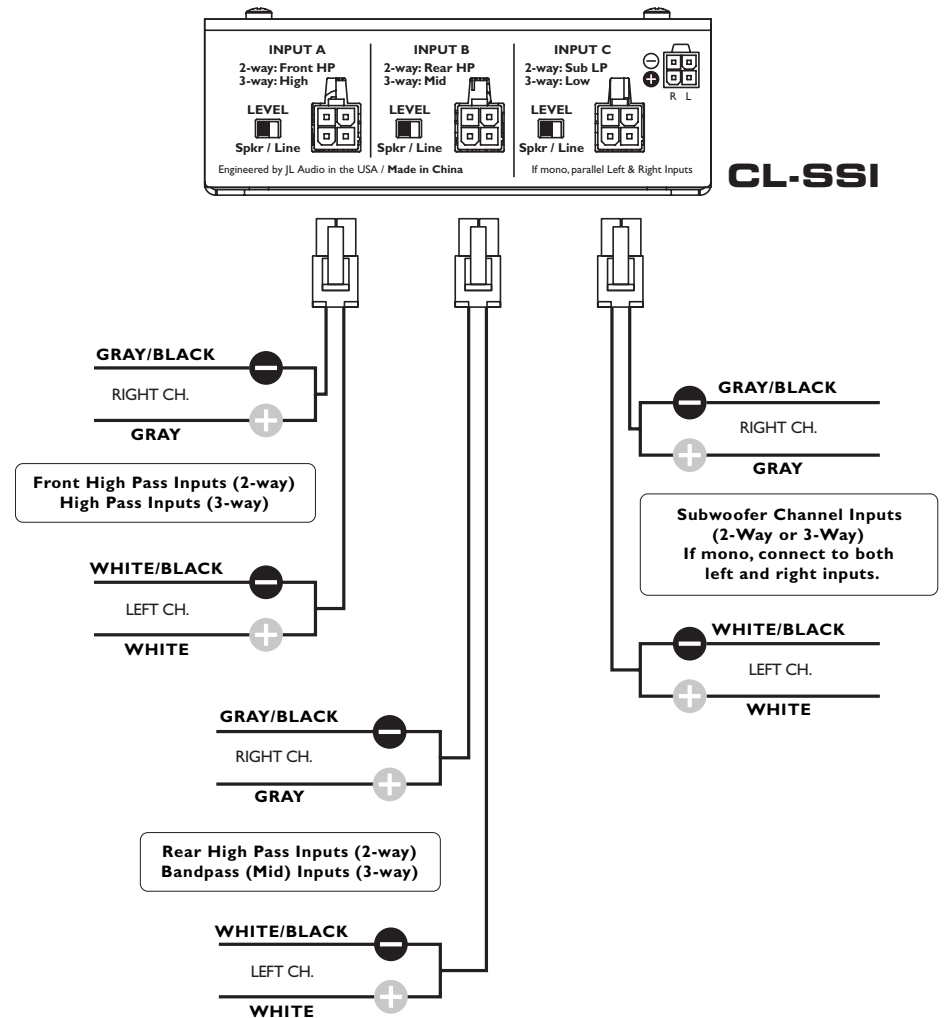 INPUT A
2-way: Front HP
3-way: High
LEVEL
Spkr / Line
INPUT B
2-way: Rear HP
3-way: Mid
LEVEL
Spkr / Line
INPUT C
2-way: Sub LP
3-way: Low
LEVEL
Spkr / Line
R L
Engineered by JL Audio in the USA / Made in China
If mono, parallel Left & Right Inputs
CL-SSI
GRAY/BLACK
RIGHT CH.
GRAY
Front High Pass Inputs (2-way)
High Pass Inputs (3-way)
WHITE/BLACK
LEFT CH.
WHITE
GRAY/BLACK
RIGHT CH.
GRAY
Rear High Pass Inputs (2-way)
Bandpass (Mid) Inputs (3-way)
WHITE/BLACK
LEFT CH.
WHITE
GRAY/BLACK
RIGHT CH.
GRAY
Subwoofer Channel Inputs
(2-Way or 3-Way)
If mono, connect to both
left and right inputs.
WHITE/BLACK
LEFT CH.
WHITE